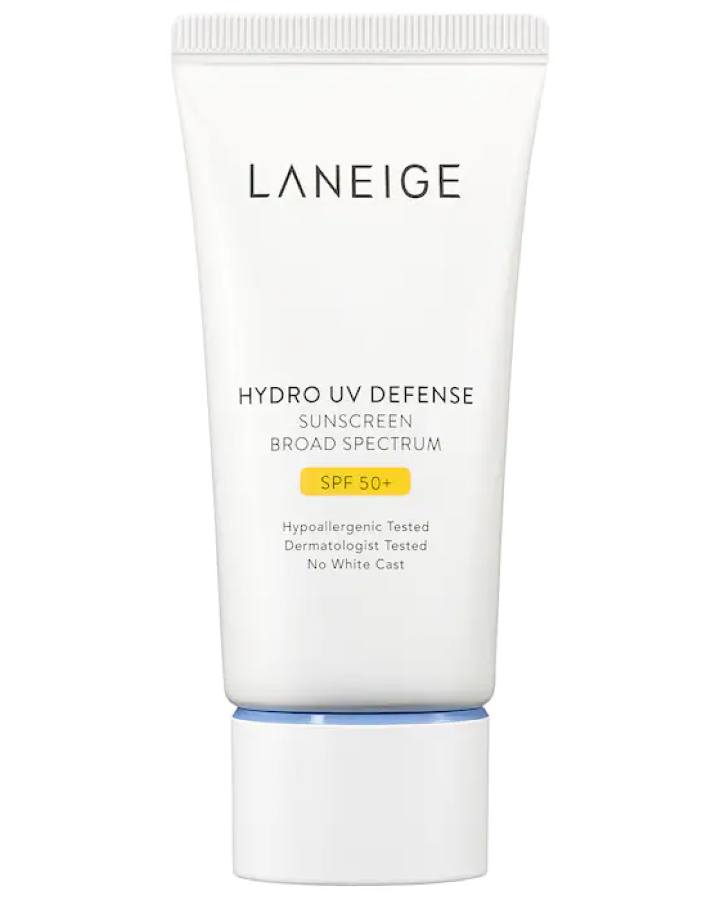 LANEIGE
HYDRO UV DEFENSE
SUNSCREEN
BROAD SPECTRUM
SPF 50+
Hypoallergenic Tested
Dermatologist Tested
No White Cast